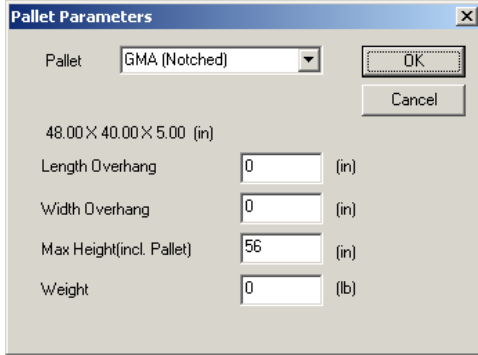 Pallet Parameters
Pallet GMA (Notched) OK
Cancel
48.00 X 40.00 X 5.00 (in)
Length Overhang 0 (in)
Width Overhang 0 (in)
Max Height(incl. Pallet) 56 (in)
Weight 0 (lb)